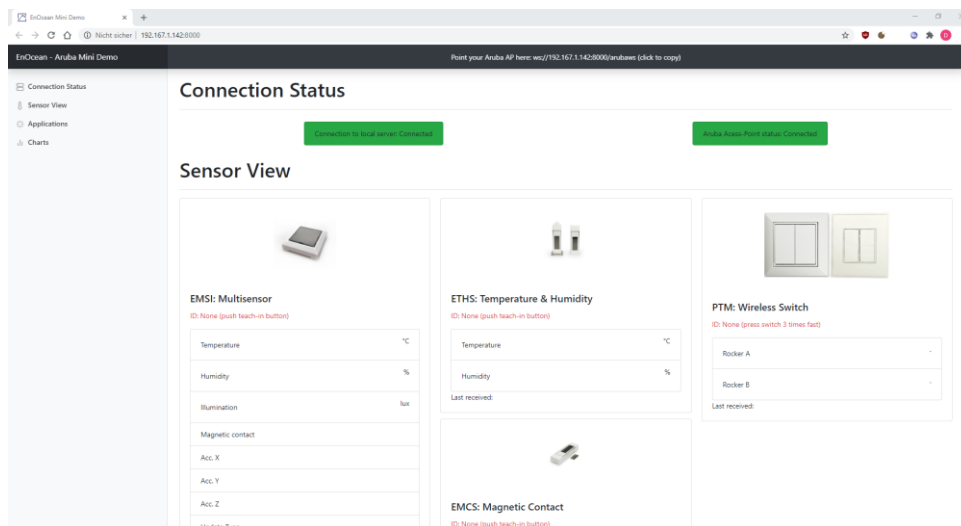 EnOcean Mini Demo
Nicht sicher | 192.167.1.142:8000
EnOcean - Aruba Mini Demo
Point your Aruba AP here: ws://192.167.1.142:8000/arubaws (click to copy)
Connection Status
Sensor View
Applications
Charts
Connection Status
Connection to local server: Connected
Aruba Acess-Point status: Connected
Sensor View
EMSI: Multisensor
ID: None (push teach-in button)
Temperature °C
Humidity %
Illumination lux
Magnetic contact
Acc. X
Acc. Y
Acc. Z
ETHS: Temperature & Humidity
ID: None (push teach-in button)
Temperature °C
Humidity %
Last received:
EMCS: Magnetic Contact
ID: None (push teach-in button)
PTM: Wireless Switch
ID: None (press switch 3 times fast)
Rocker A -
Rocker B -
Last received: